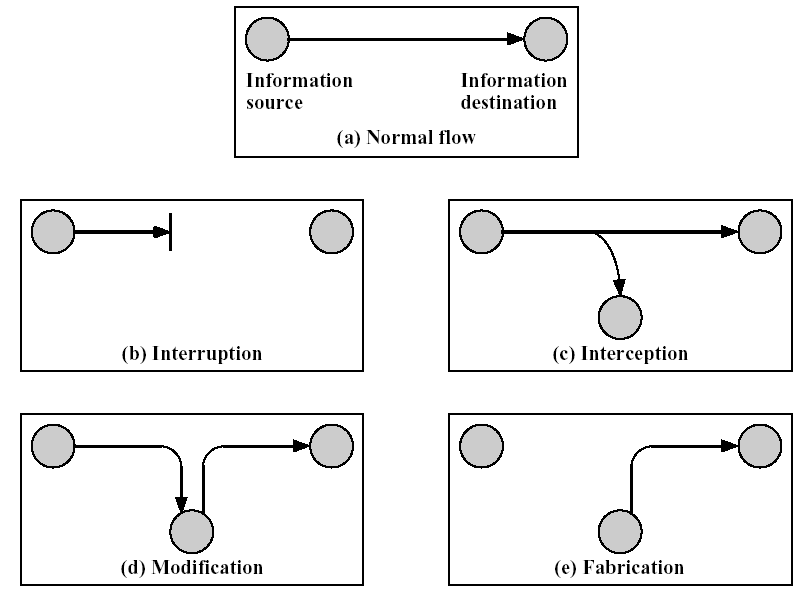 Information
source
Information
destination
(a) Normal flow
(b) Interruption
(c) Interception
(d) Modification
(e) Fabrication